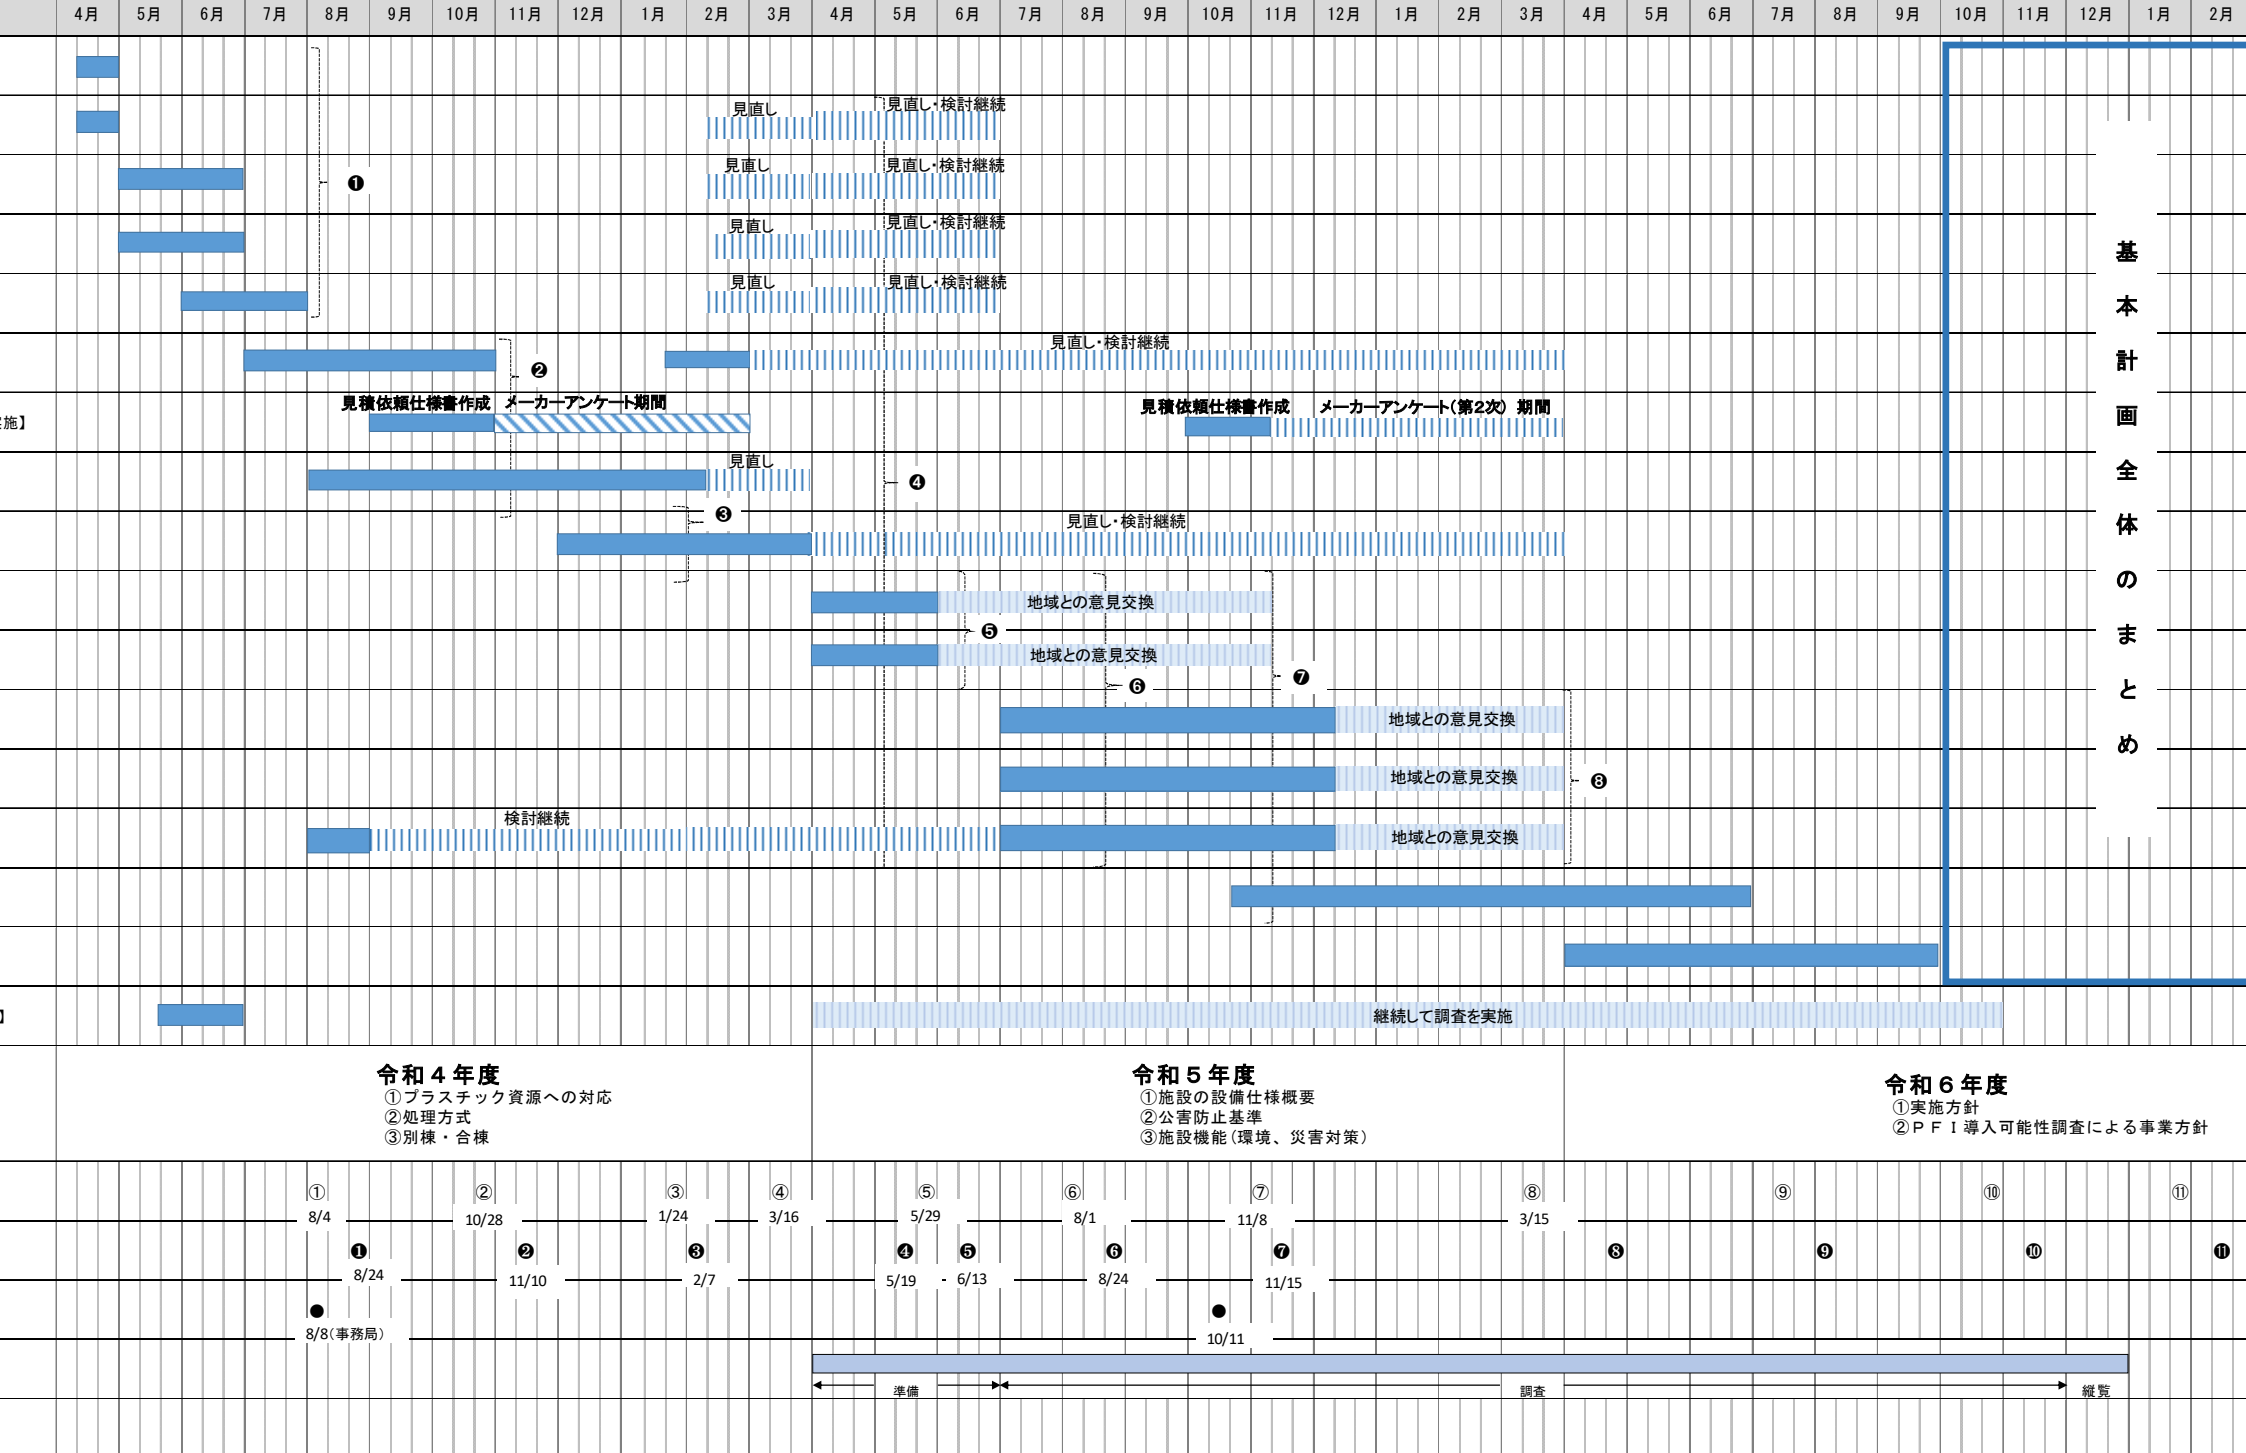 4月 5月 6月 7月 8月 9月 10月 11月 12月 1月 2月 3月 4月 5月 6月 7月 8月 9月 10月 11月 12月 1月 2月 3月 4月 5月 6月 7月 8月 9月 10月 11月 12月 1月 2月
見直し 見直し・検討継続
見直し 見直し・検討継続
❶
見直し 見直し・検討継続
見直し 見直し・検討継続
見直し・検討継続
❷
見積依頼仕様書作成 メーカーアンケート期間
見積依頼仕様書作成 メーカーアンケート(第2次) 期間
施】
見直し
❹
❸
見直し・検討継続
地域との意見交換
❺
地域との意見交換
❼
❻
地域との意見交換
地域との意見交換
❽
検討継続
地域との意見交換
基本計画全体のまとめ
】
継続して調査を実施
令和４年度
①プラスチック資源への対応
②処理方式
③別棟・合棟
令和５年度
①施設の設備仕様概要
②公害防止基準
③施設機能(環境、災害対策)
令和６年度
①実施方針
②ＰＦＩ導入可能性調査による事業方針
① ② ③ ④ ⑤ ⑥ ⑦ ⑧ ⑨ ⑩ ⑪
8/4 10/28 1/24 3/16 5/29 8/1 11/8 3/15
❶ ❷ ❸ ❹ ❺ ❻ ❼ ❽ ❾ ❿ ⓫
8/24 11/10 2/7 5/19 6/13 8/24 11/15
● ●
8/8(事務局) 10/11
準備 調査 縦覧